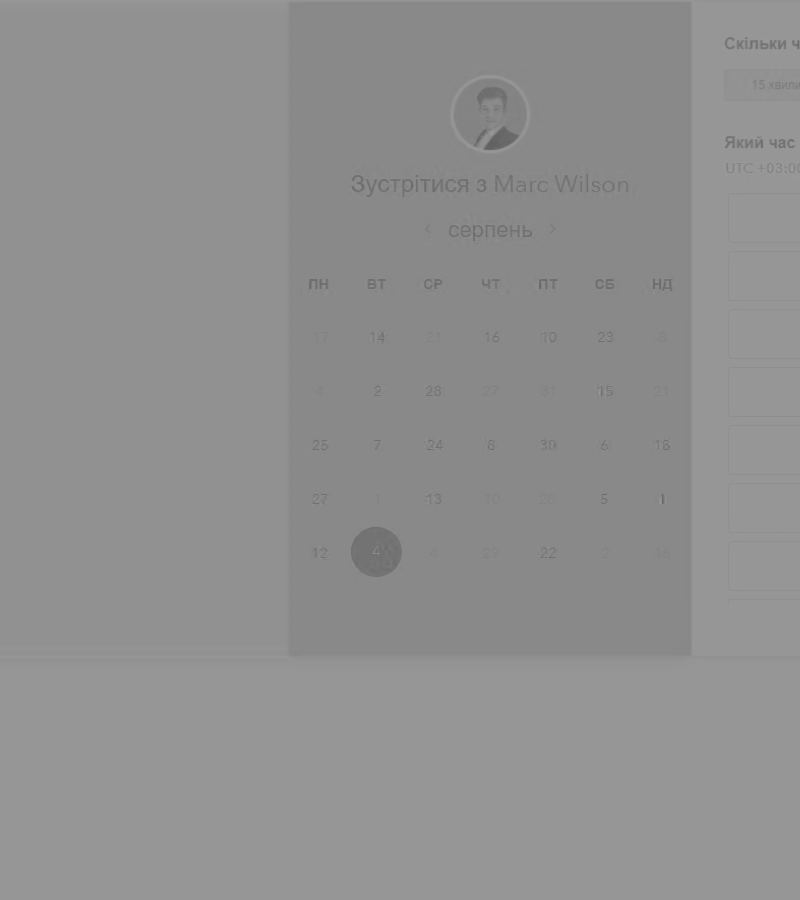 Скільки ч
15 хвили
Зустрітися з Marc Wilson
Який час
UTC +03:00
серпень
ПН ВТ СР ЧТ ПТ СБ НД
17 14 21 16 10 23 3
4 2 28 27 31 15 21
25 7 24 8 30 6 18
27 1 13 10 28 5 1
12 4 4 29 22 2 16